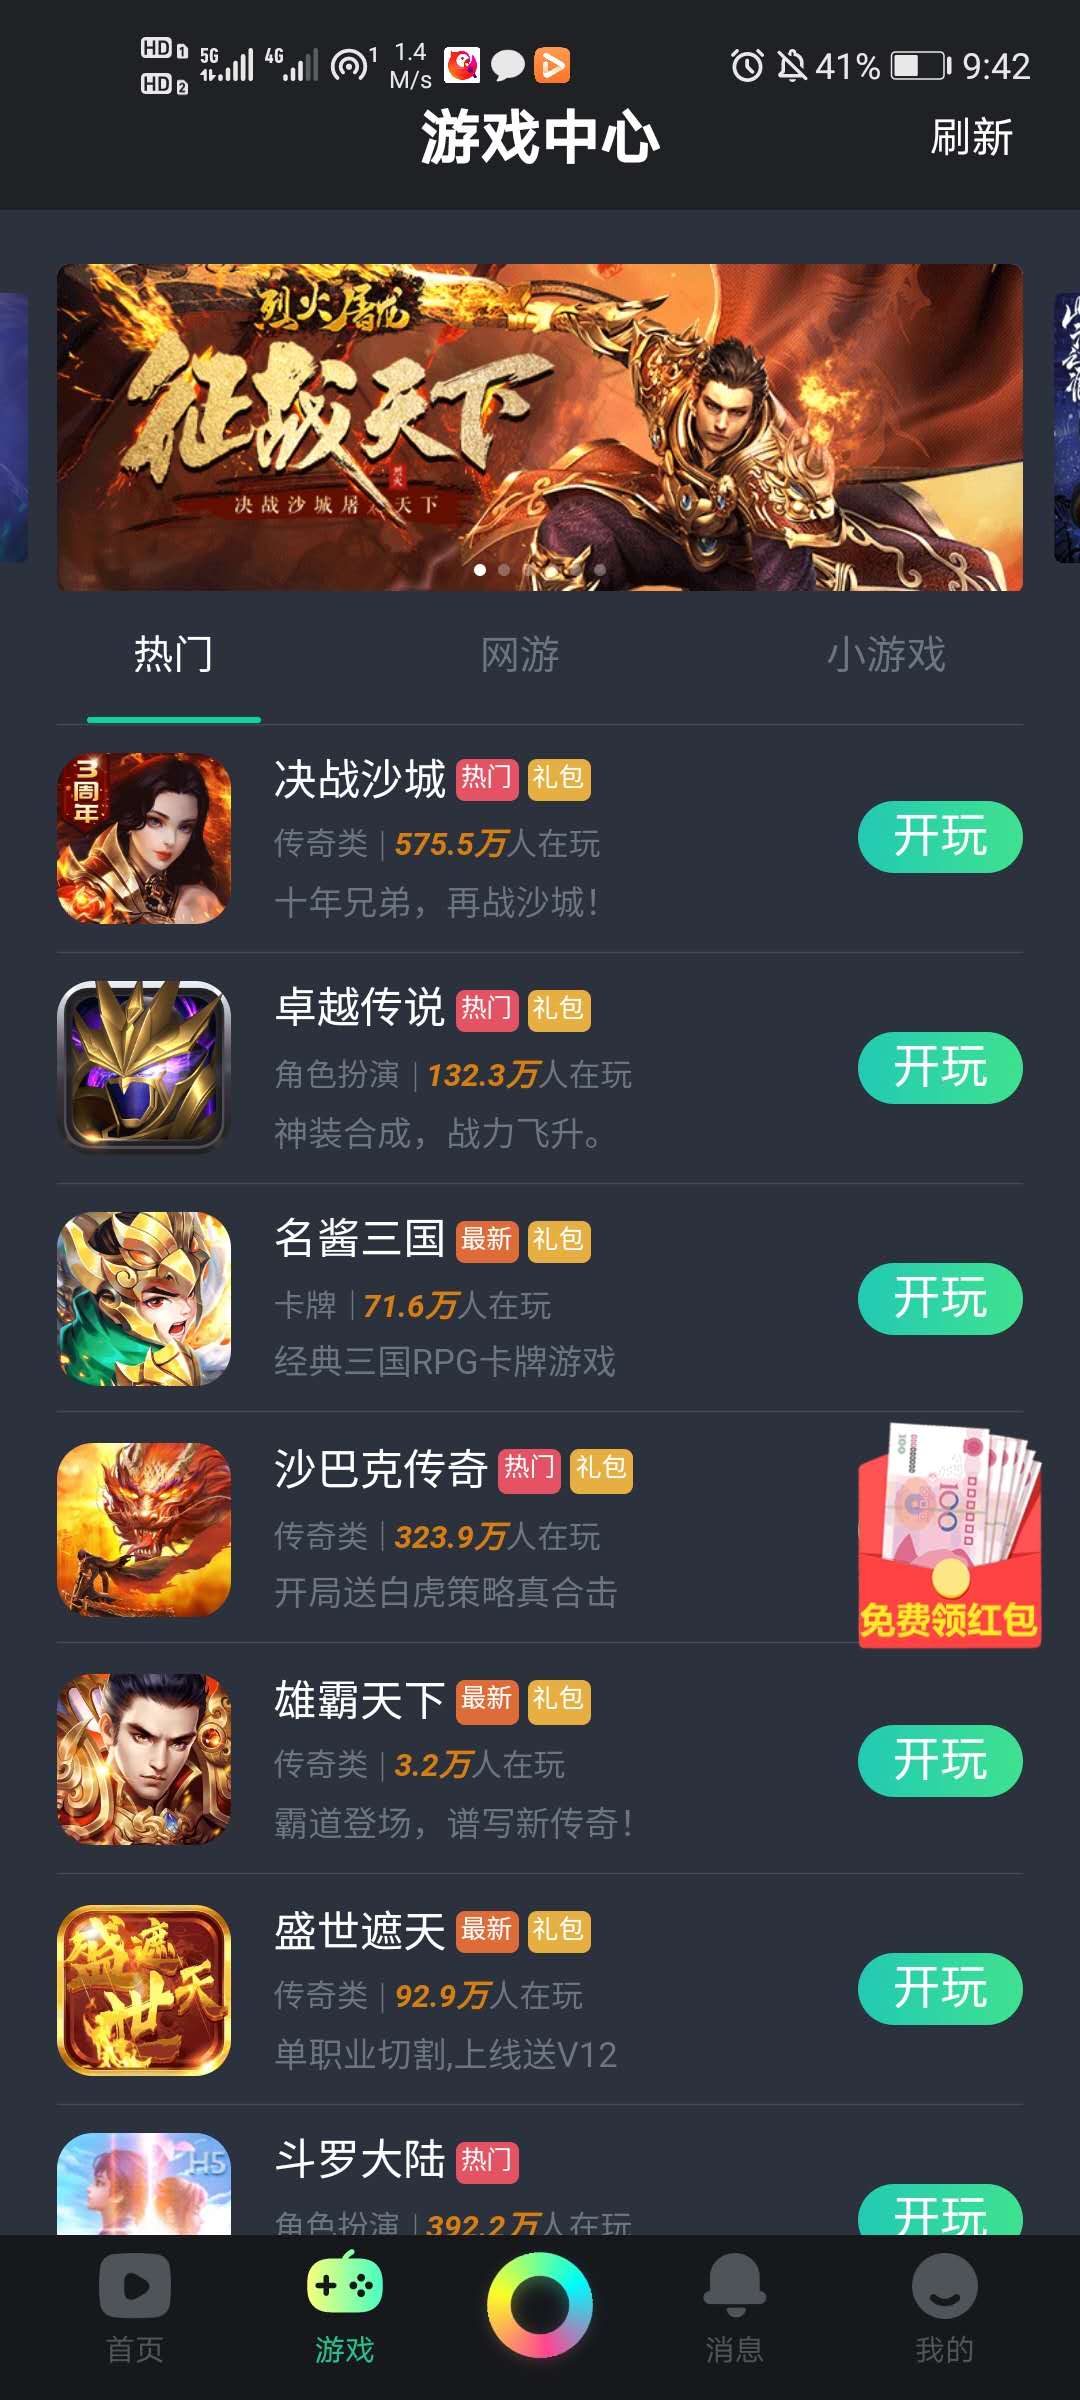 HD 1
HD 2
5G
4G
1
1.4
M/s
41%
9:42
游戏中心
刷新
烈火屠龙
征战天下
烈火
热门
网游
小游戏
3周年
决战沙城 热门 礼包
传奇类 | 575.5万人在玩
十年兄弟，再战沙城！
开玩
卓越传说 热门 礼包
角色扮演 | 132.3万人在玩
神装合成，战力飞升。
开玩
名酱三国 最新 礼包
卡牌 | 71.6万人在玩
经典三国RPG卡牌游戏
开玩
沙巴克传奇 热门 礼包
传奇类 | 323.9万人在玩
开局送白虎策略真合击
100
100
免费领红包
雄霸天下 最新 礼包
传奇类 | 3.2万人在玩
霸道登场，谱写新传奇！
开玩
盛世遮天
盛世遮天 最新 礼包
传奇类 | 92.9万人在玩
单职业切割,上线送V12
开玩
H5
斗罗大陆 热门
角色扮演 | 392.2万人在玩
开玩
首页
游戏
消息
我的